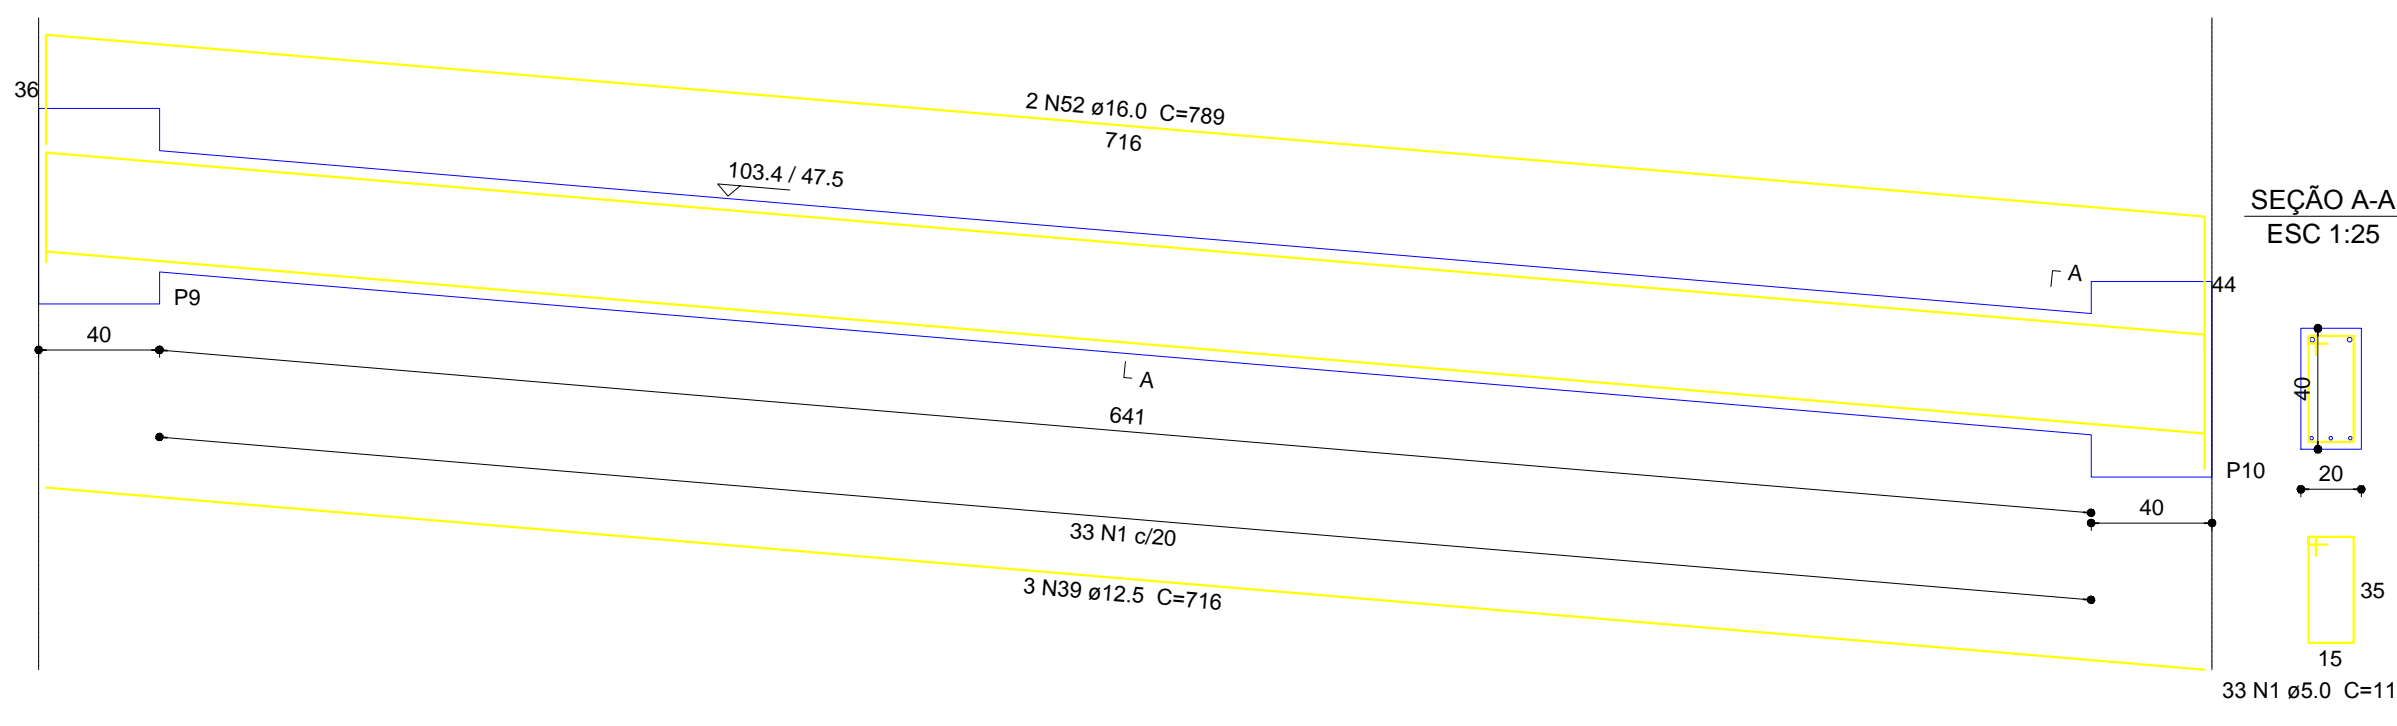 36
2 N52 ø16.0 C=789
716
103.4 / 47.5
SEÇÃO A-A
ESC 1:25
A
44
P9
40
A
40
641
P10
20
40
33 N1 c/20
3 N39 ø12.5 C=716
35
15
33 N1 ø5.0 C=11